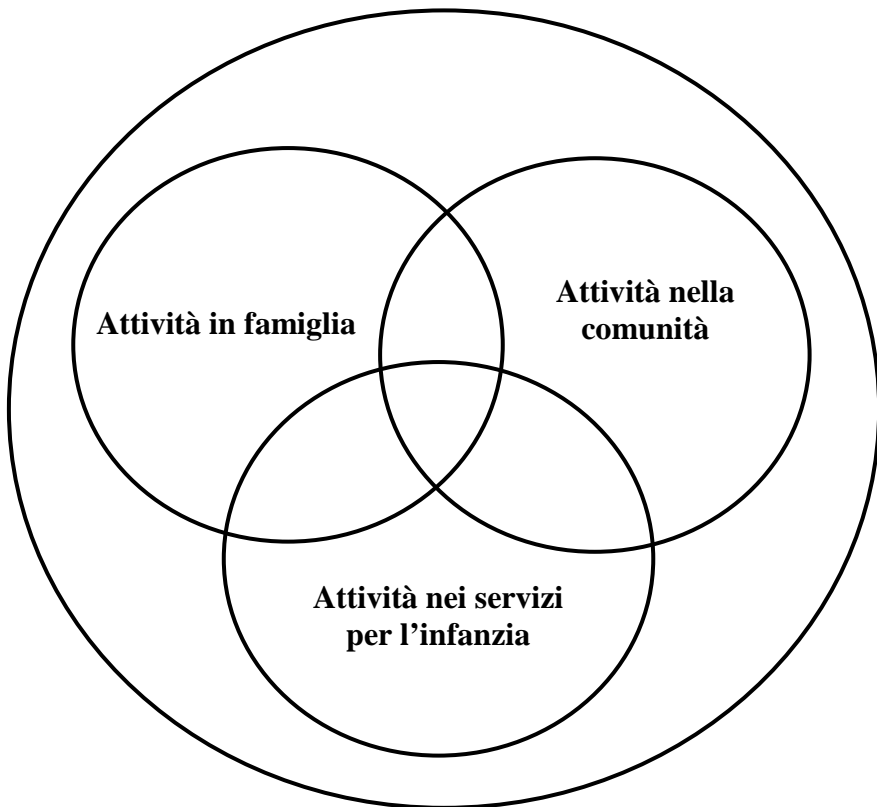 Attività in famiglia
Attività nella
comunità
Attività nei servizi
per l’infanzia